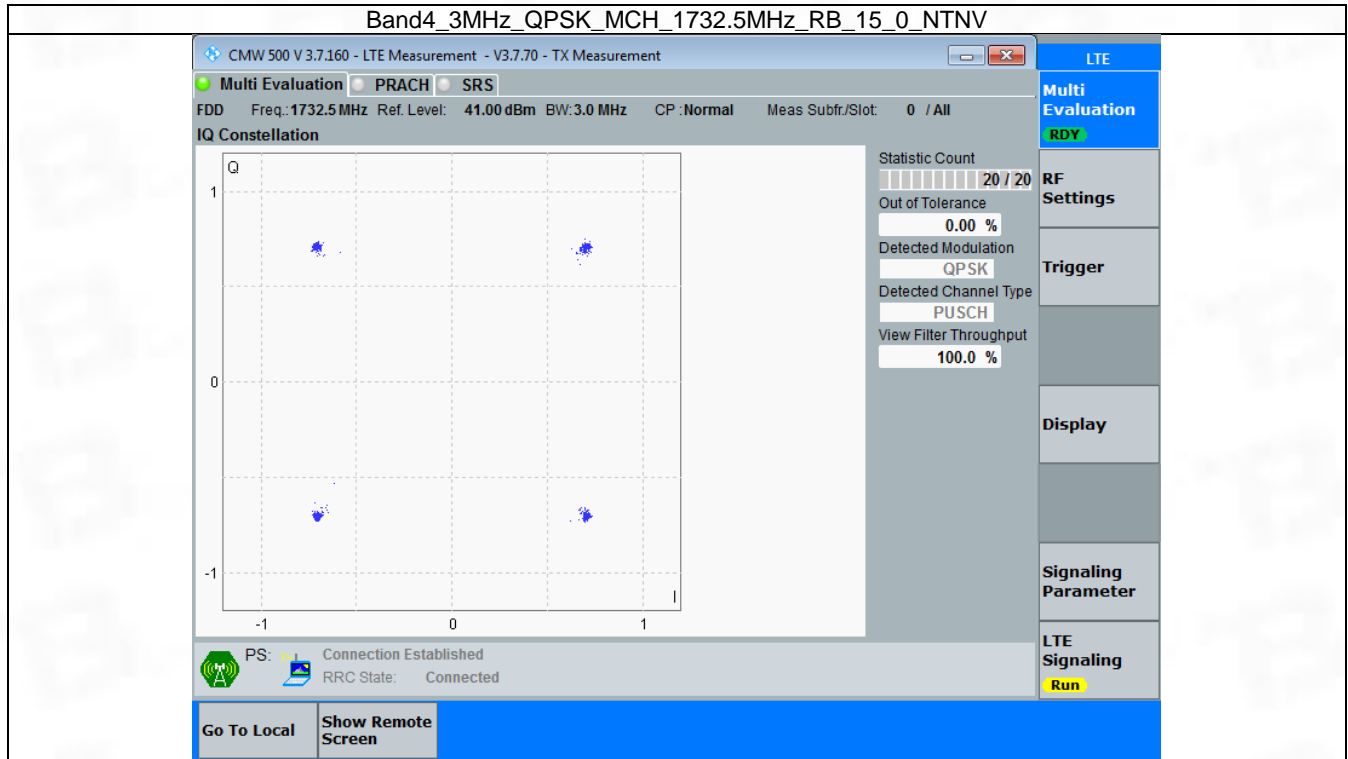 Band4_3MHz_QPSK_MCH_1732.5MHz_RB_15_0_NTNV
CMW 500 V 3.7.160 - LTE Measurement - V3.7.70 - TX Measurement
LTE
Multi Evaluation PRACH SRS
FDD Freq.:1732.5 MHz Ref. Level: 41.00 dBm BW:3.0 MHz CP :Normal Meas Subfr./Slot: 0 / All
IQ Constellation
Q
1
0
-1
I
-1 0 1
Statistic Count
20 / 20
Out of Tolerance
0.00 %
Detected Modulation
QPSK
Detected Channel Type
PUSCH
View Filter Throughput
100.0 %
Multi
Evaluation
RDY
RF
Settings
Trigger
Display
Signaling
Parameter
LTE
Signaling
Run
PS: Connection Established
RRC State: Connected
Go To Local
Show Remote
Screen